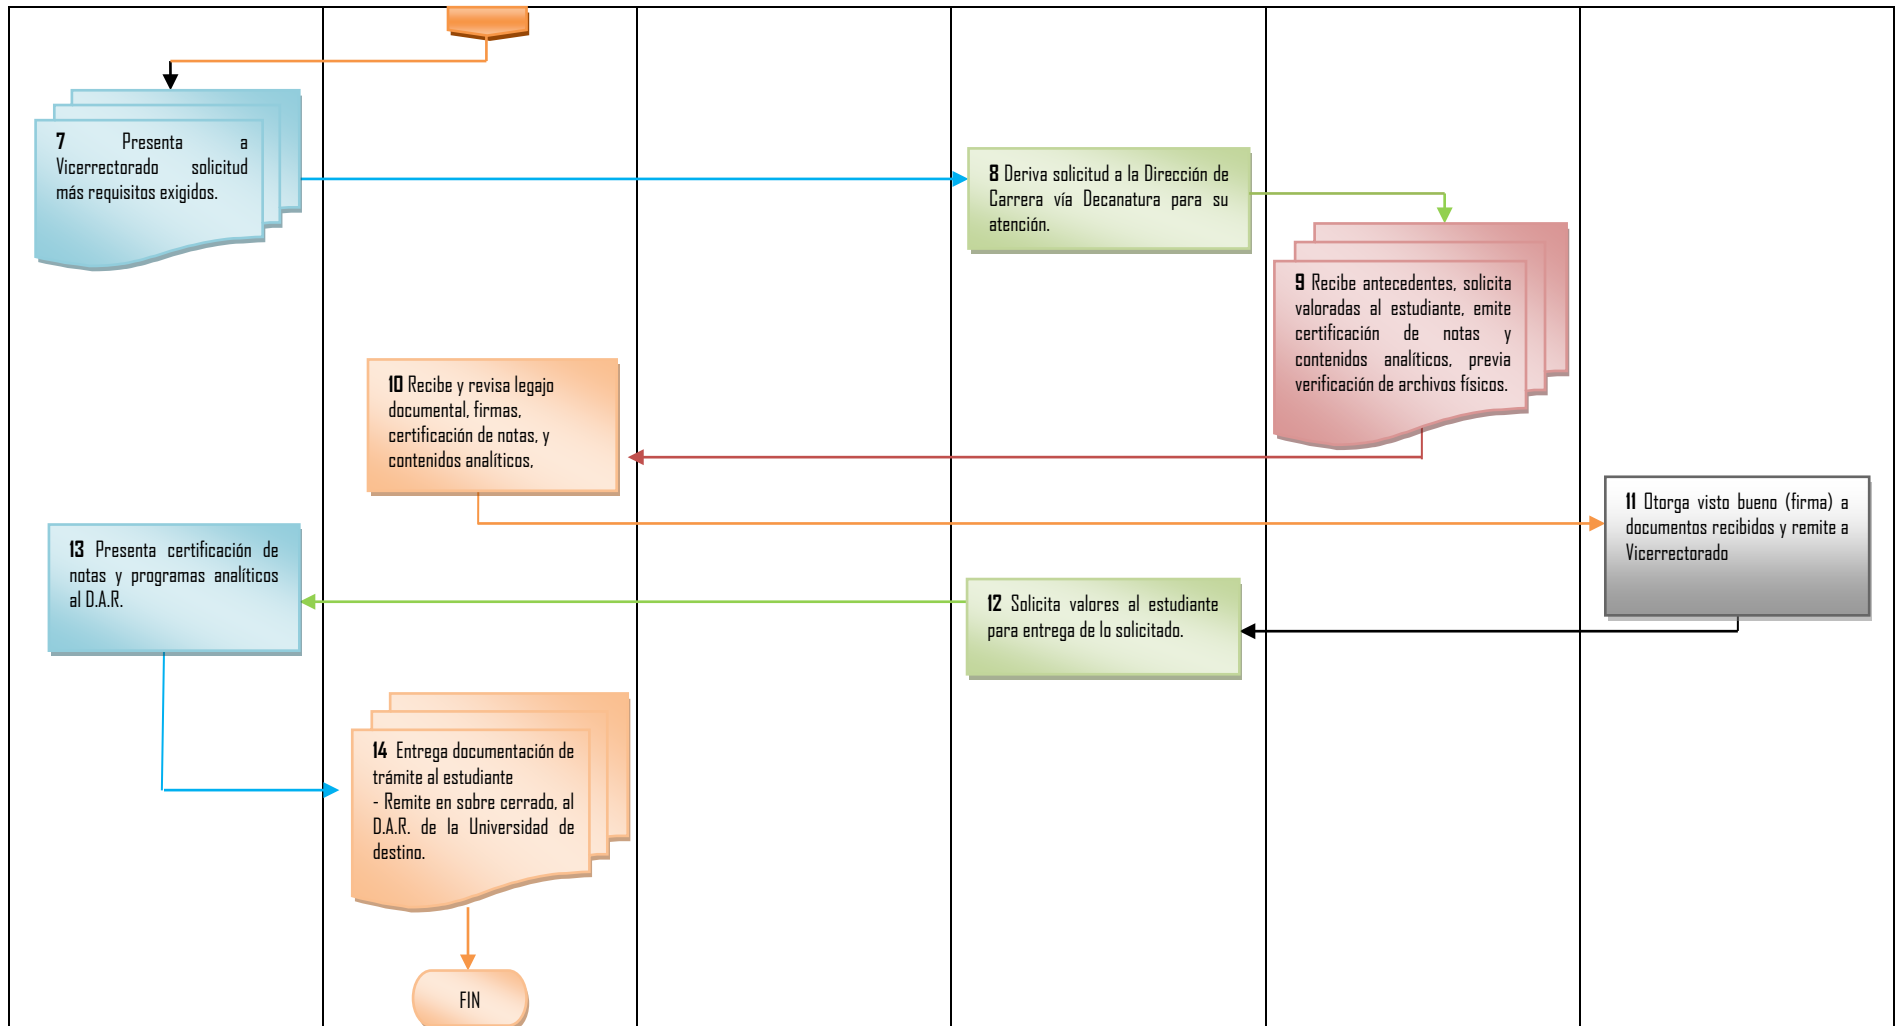 7 Presenta a
Vicerrectorado solicitud
más requisitos exigidos.
8 Deriva solicitud a la Dirección de
Carrera vía Decanatura para su
atención.
9 Recibe antecedentes, solicita
valoradas al estudiante, emite
certificación de notas y
contenidos analíticos, previa
verificación de archivos físicos.
10 Recibe y revisa legajo
documental, firmas,
certificación de notas, y
contenidos analíticos,
11 Otorga visto bueno (firma) a
documentos recibidos y remite a
Vicerrectorado
12 Solicita valores al estudiante
para entrega de lo solicitado.
13 Presenta certificación de
notas y programas analíticos
al D.A.R.
14 Entrega documentación de
trámite al estudiante
- Remite en sobre cerrado, al
D.A.R. de la Universidad de
destino.
FIN